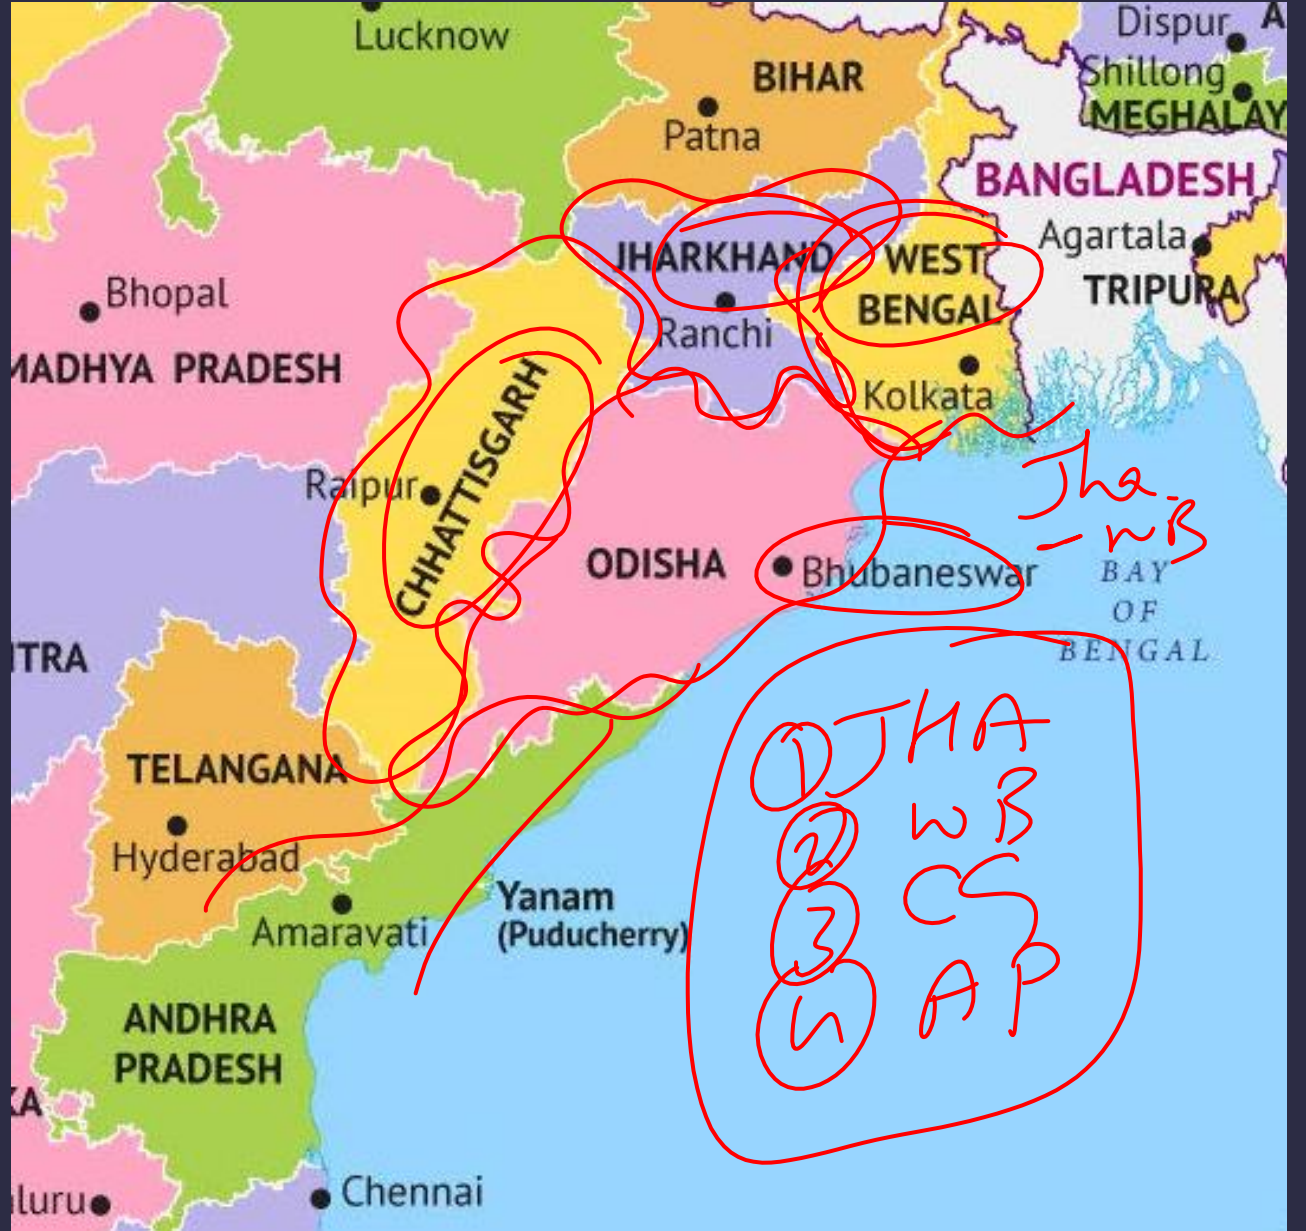 Lucknow
Dispur
A
Shillong
BIHAR
MEGHALAY
Patna
BANGLADESH
Agartala
JHARKHAND
WEST
BENGAL
TRIPURA
Bhopal
Ranchi
MADHYA PRADESH
Kolkata
CHHATTISGARH
Raipur
Jha
- WB
ODISHA
Bhubaneswar
BAY
OF
BENGAL
ITRA
TELANGANA
Hyderabad
1 JHA
2 WB
3 CS
4 AP
Yanam
(Puducherry)
Amaravati
ANDHRA
PRADESH
KA
luru
Chennai